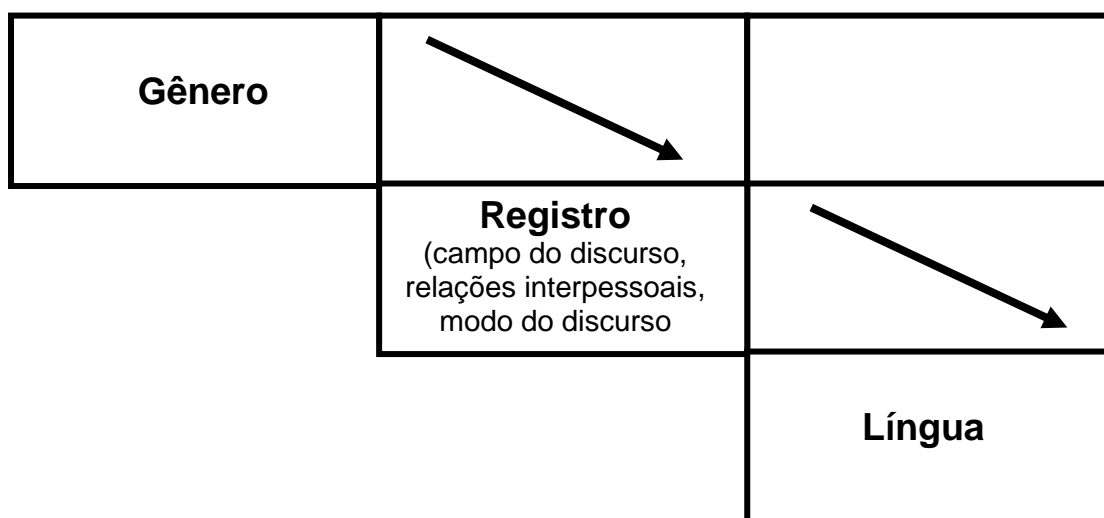 Gênero
Registro
(campo do discurso,
relações interpessoais,
modo do discurso
Língua